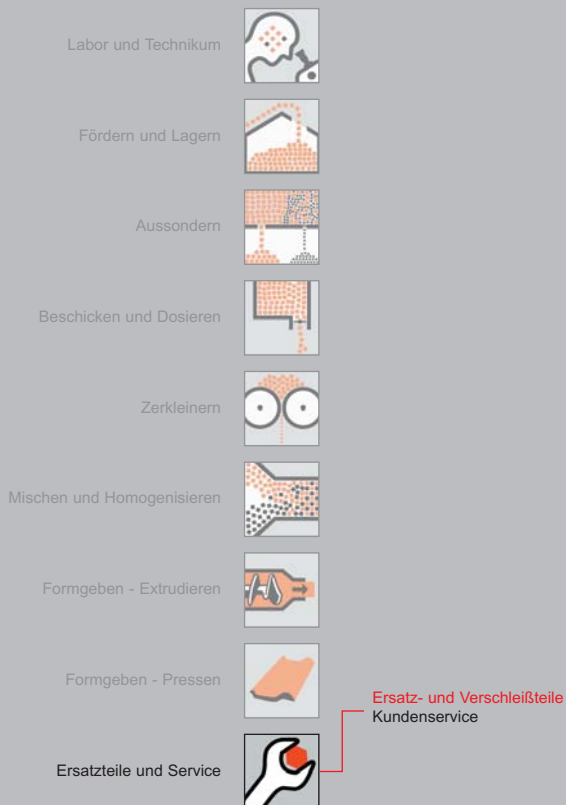 Labor und Technikum
Fördern und Lagern
Aussondern
Beschicken und Dosieren
Zerkleinern
Mischen und Homogenisieren
Formgeben - Extrudieren
Formgeben - Pressen
Ersatz- und Verschleißteile
Kundenservice
Ersatzteile und Service